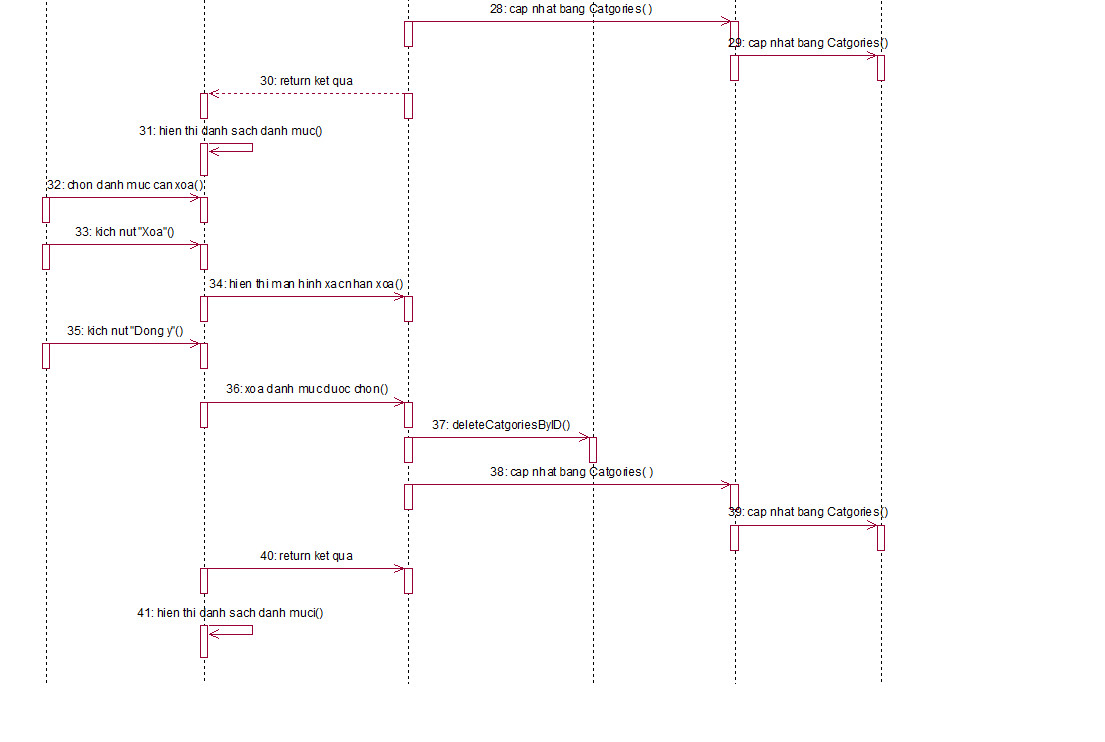 28: cap nhat bang Catgories( )
29: cap nhat bang Catgories()
30: return ket qua
31: hien thi danh sach danh muc()
32: chon danh muc can xoa()
33: kich nut "Xoa"()
34: hien thi man hinh xac nhan xoa()
35: kich nut "Dong y"()
36: xoa danh muc duoc chon()
37: deleteCatgoriesByID()
38: cap nhat bang Catgories( )
39: cap nhat bang Catgories()
40: return ket qua
41: hien thi danh sach danh muci()